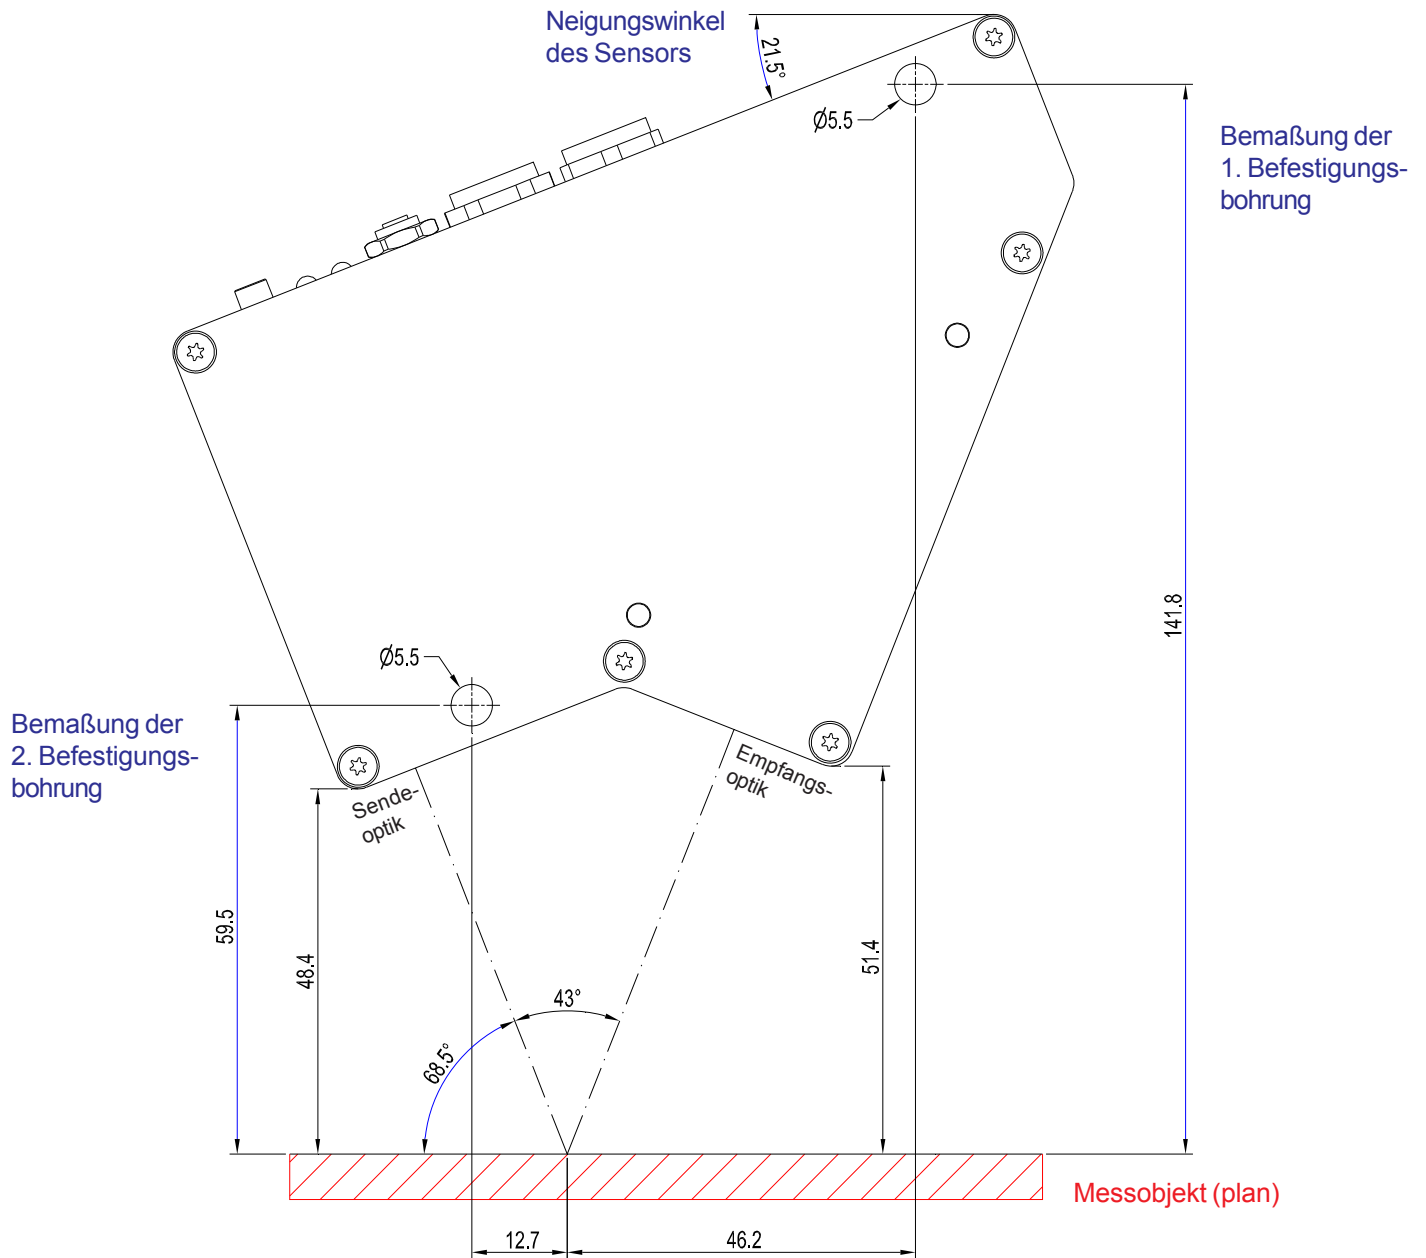 Neigungswinkel
des Sensors
21.5°
Ø5.5
Bemaßung der
1. Befestigungs-
bohrung
141.8
Ø5.5
Bemaßung der
2. Befestigungs-
bohrung
Sende-
optik
Empfangs-
optik
59.5
48.4
51.4
43°
68.5°
Messobjekt (plan)
12.7
46.2